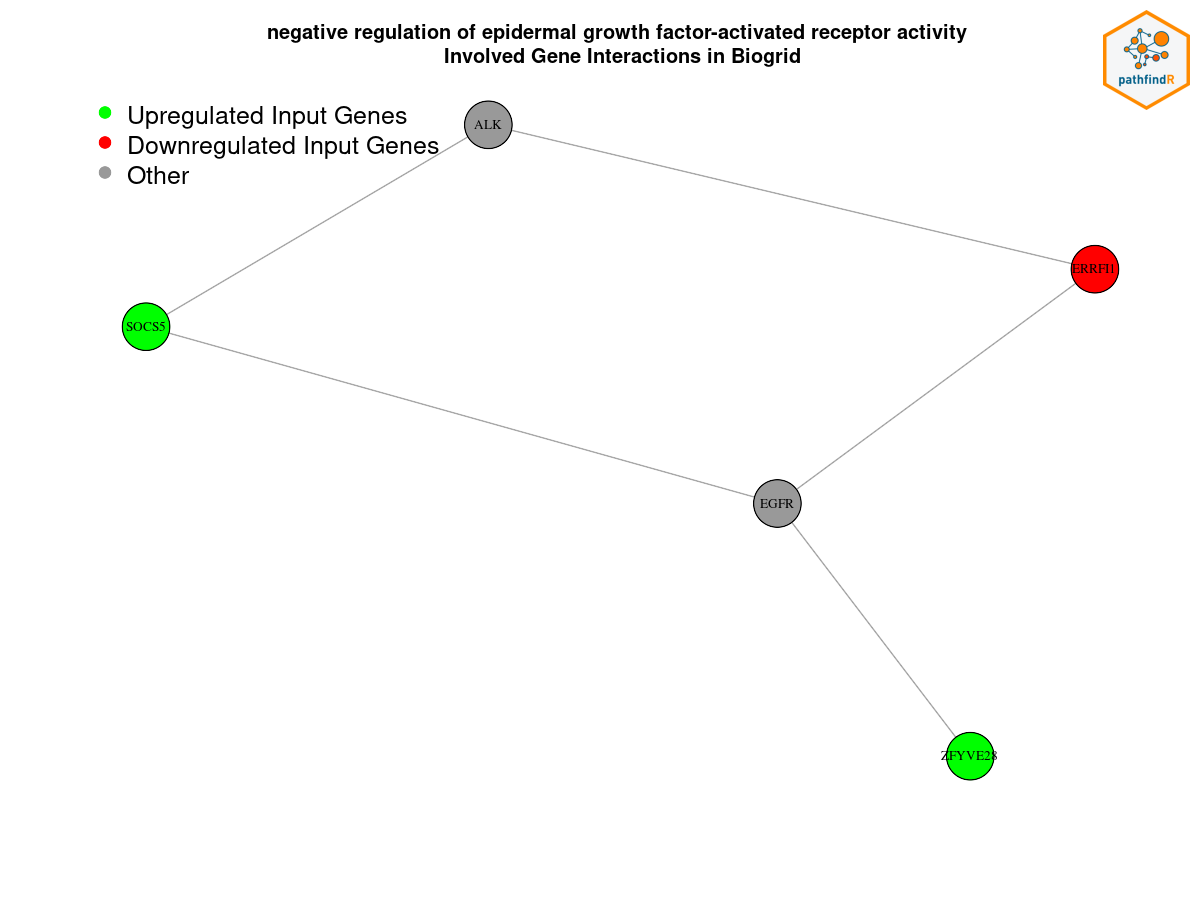 negative regulation of epidermal growth factor-activated receptor activity
Involved Gene Interactions in Biogrid
pathfindR
Upregulated Input Genes
Downregulated Input Genes
Other
ALK
ERRFI1
SOCS5
EGFR
ZFYVE28